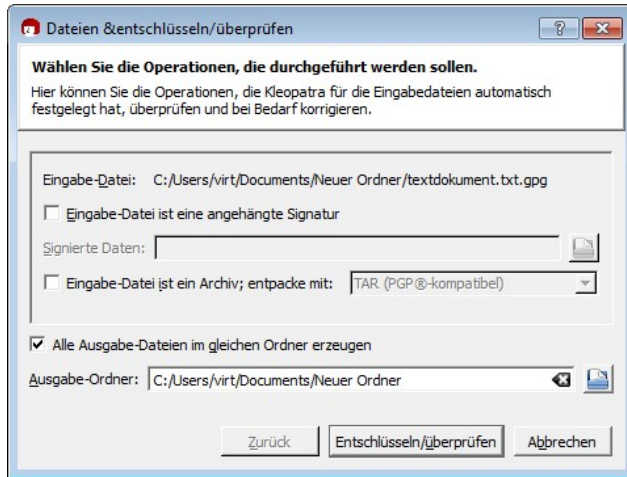 Dateien &entschlüsseln/überprüfen
Wählen Sie die Operationen, die durchgeführt werden sollen.
Hier können Sie die Operationen, die Kleopatra für die Eingabedateien automatisch
festgelegt hat, überprüfen und bei Bedarf korrigieren.
Eingabe-Datei: C:/Users/virt/Documents/Neuer Ordner/textdokument.txt.gpg
Eingabe-Datei ist eine angehängte Signatur
Signierte Daten:
Eingabe-Datei ist ein Archiv; entpacke mit: TAR (PGP®-kompatibel)
Alle Ausgabe-Dateien im gleichen Ordner erzeugen
Ausgabe-Ordner: C:/Users/virt/Documents/Neuer Ordner
Zurück Entschlüsseln/überprüfen Abbrechen